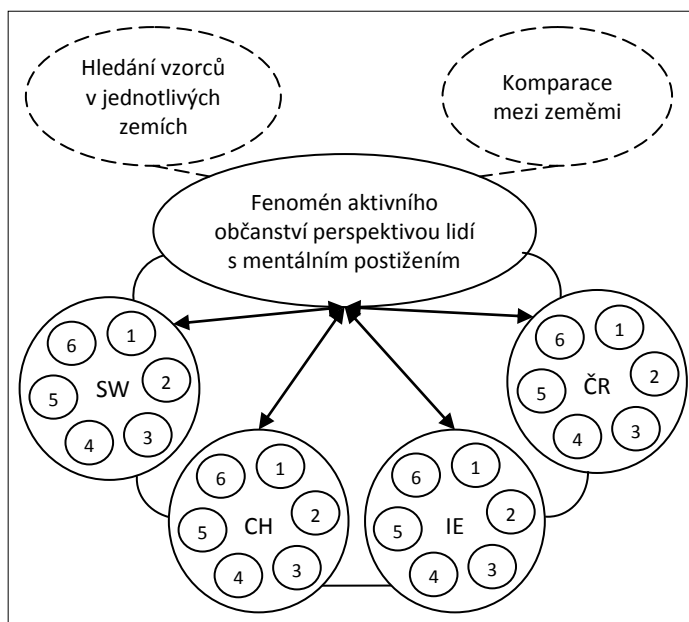 Hledání vzorců
v jednotlivých
zemích
Komparace
mezi zeměmi
Fenomén aktivního
občanství perspektivou lidí
s mentálním postižením
SW
1
2
3
4
5
6
CH
1
2
3
4
5
6
IE
1
2
3
4
5
6
ČR
1
2
3
4
5
6